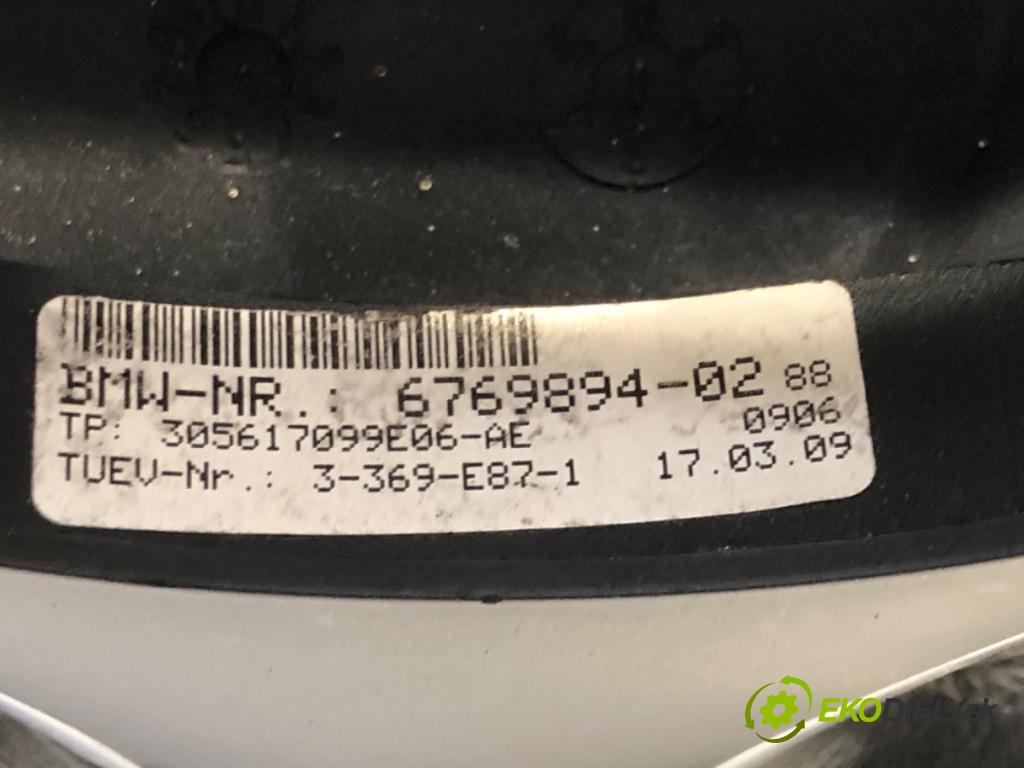 BMW-NR.: 6769894-02 88
TP: 305617099E06-AE 0906
TUEV-Nr.: 3-369-E87-1 17.03.09
EKODIELY.sk